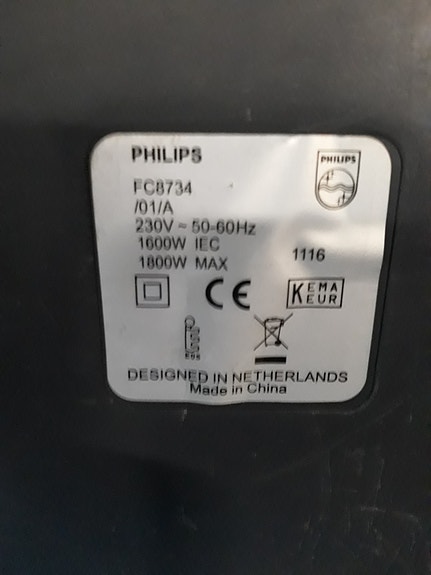 PHILIPS
PHILIPS
FC8734
/01/A
230V ~ 50-60Hz
1600W IEC
1800W MAX
1116
CE
KEMA
KEUR
DESIGNED IN NETHERLANDS
Made in China